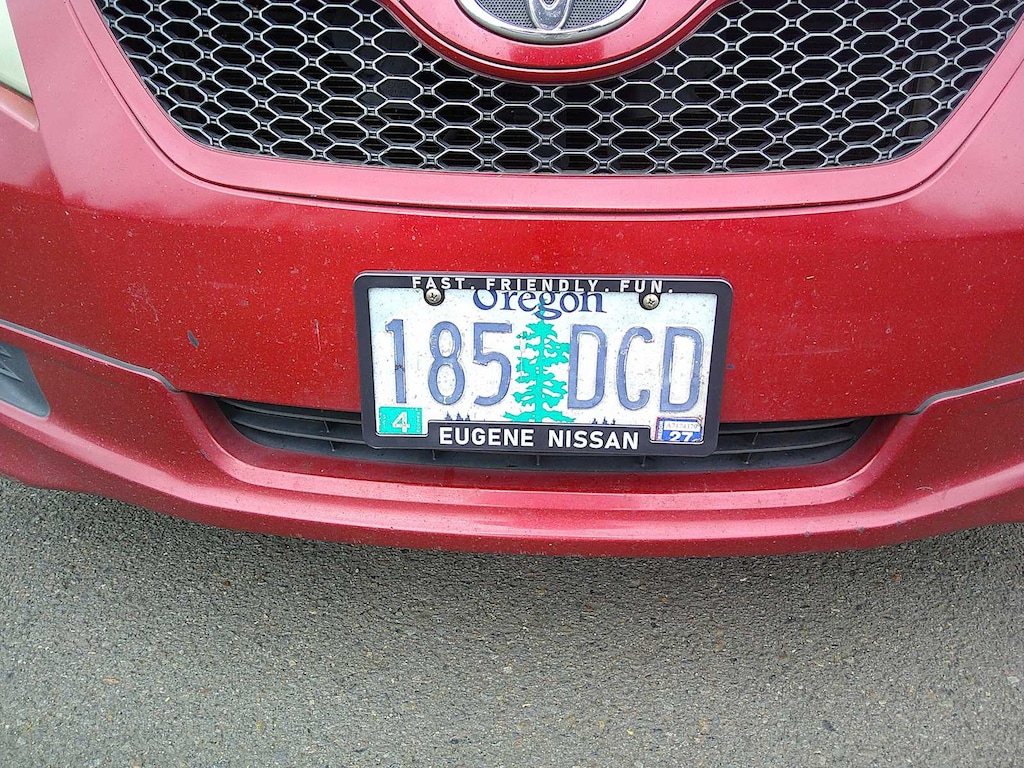 FAST. FRIENDLY. FUN.
Oregon
185 DCD
4
27
EUGENE NISSAN